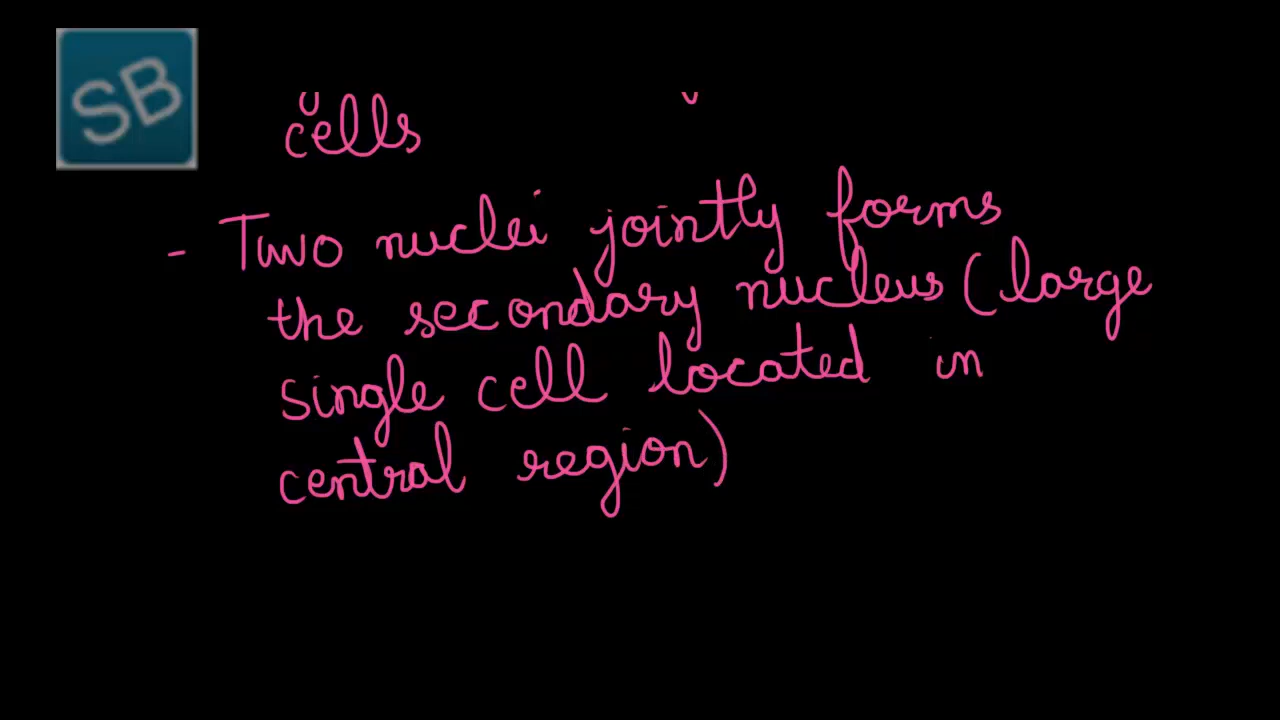 SB
cells
- Two nuclei jointly forms
the secondary nucleus (large
single cell located in
central region)